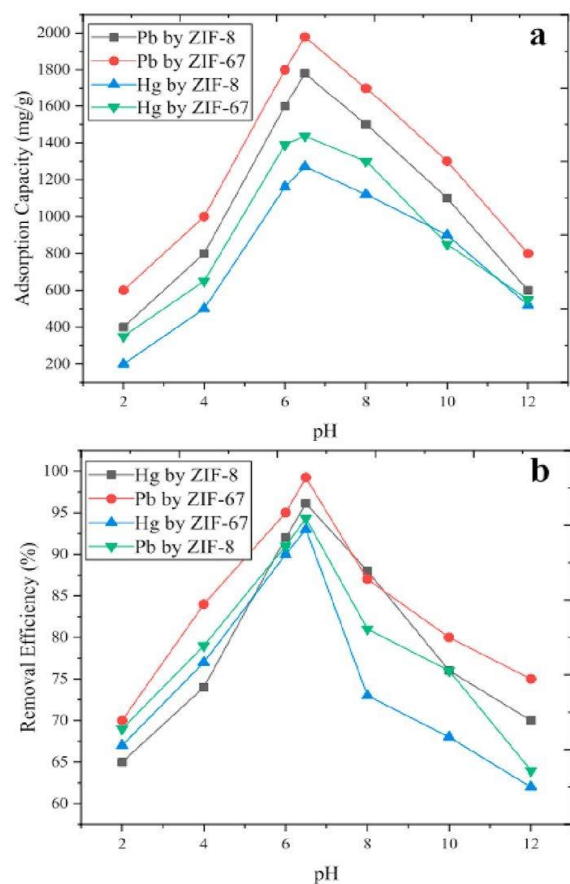 a
Pb by ZIF-8
Pb by ZIF-67
Hg by ZIF-8
Hg by ZIF-67
2000
1800
1600
1400
1200
1000
800
600
400
200
Adsorption Capacity (mg/g)
2 4 6 8 10 12
pH
b
Hg by ZIF-8
Pb by ZIF-67
Hg by ZIF-67
Pb by ZIF-8
100
95
90
85
80
75
70
65
60
Removal Efficiency (%)
2 4 6 8 10 12
pH